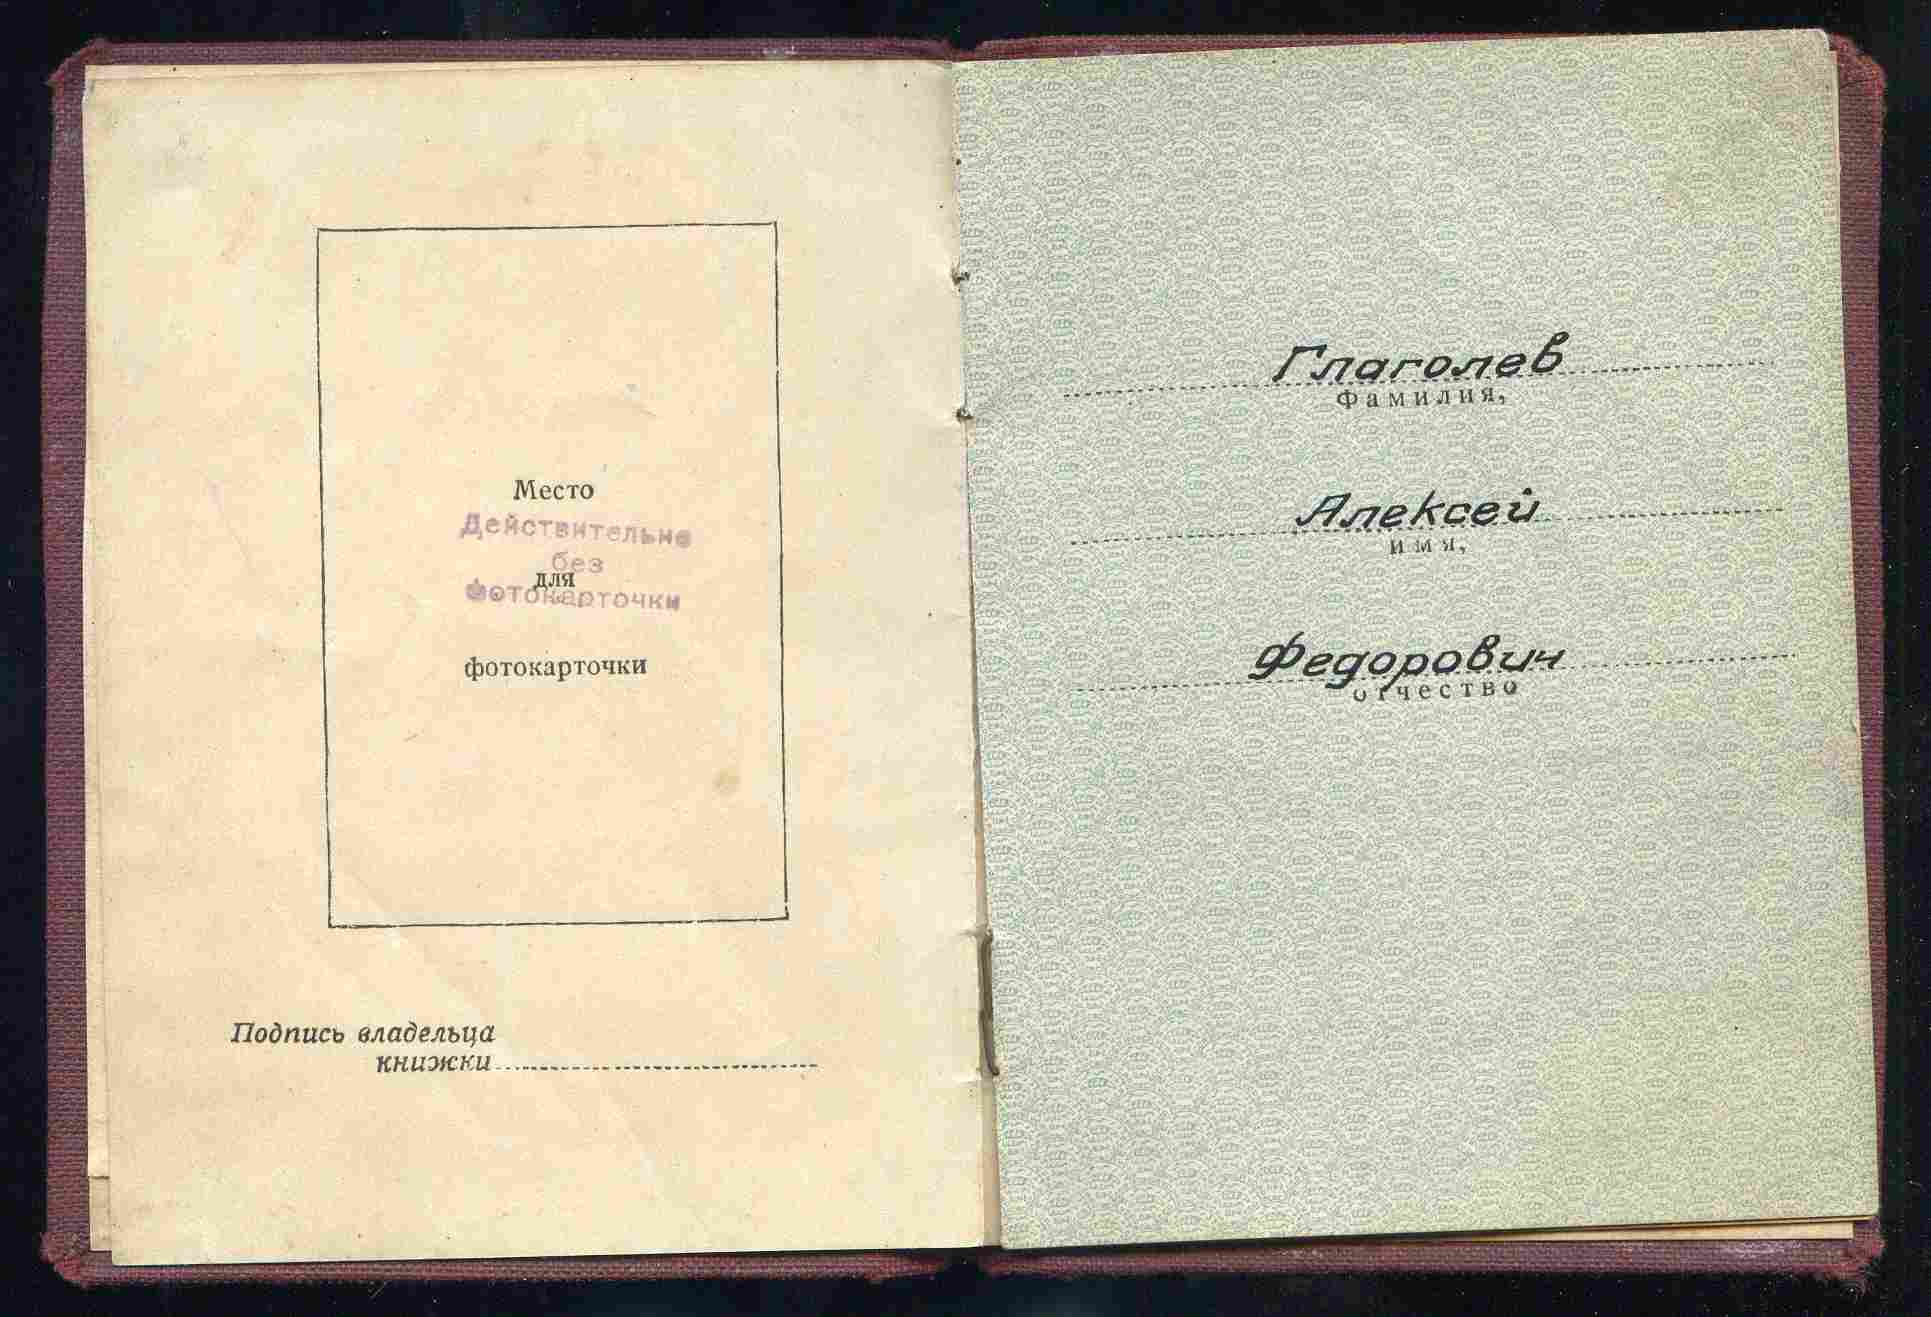 Место
Действительно
без
для
фотокарточки
фотокарточки
Подпись владельца
книжки
Глаголев
фамилия,
Алексей
имя,
Федорович
отчество